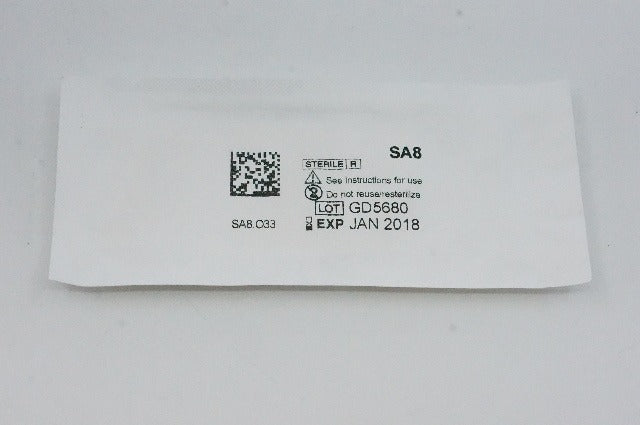 SA8
STERILE R
See instructions for use
Do not reuse/resterilize
LOT GD5680
EXP JAN 2018
SA8.O33